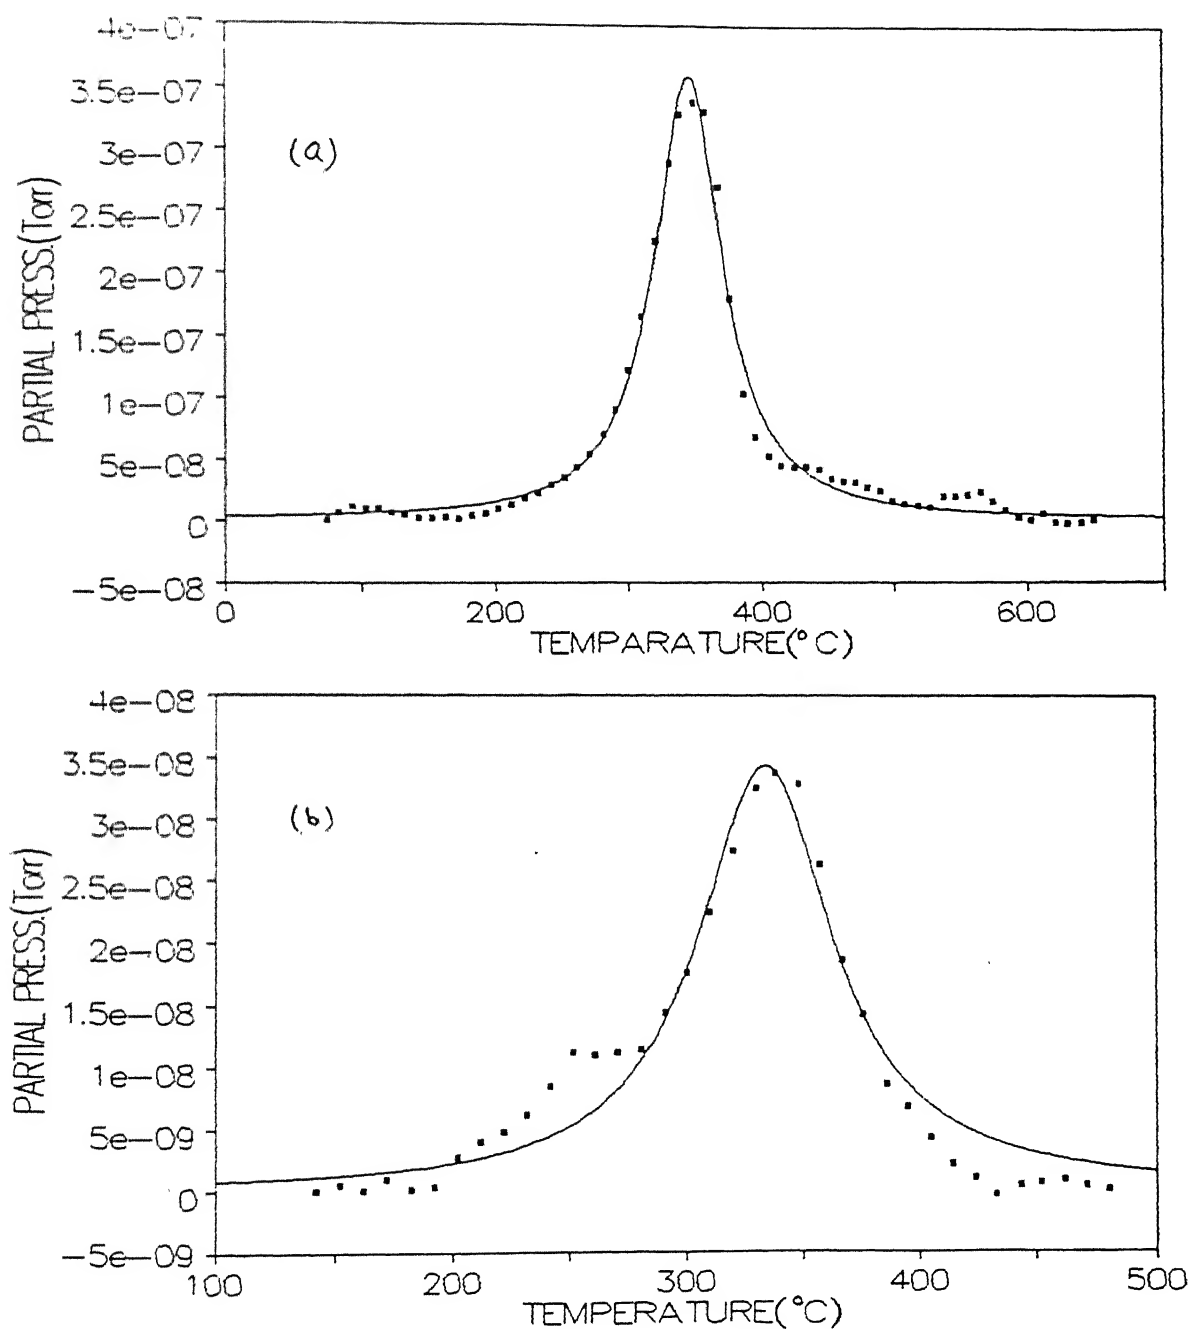 4e-07
3.5e-07
(a)
3e-07
2.5e-07
2e-07
1.5e-07
1e-07
5e-08
0
-5e-08
PARTIAL PRESS.(Torr)
0 200 400 600
TEMPARATURE(°C)
4e-08
3.5e-08
(b)
3e-08
2.5e-08
2e-08
1.5e-08
1e-08
5e-09
0
-5e-09
PARTIAL PRESS.(Torr)
100 200 300 400 500
TEMPERATURE(°C)